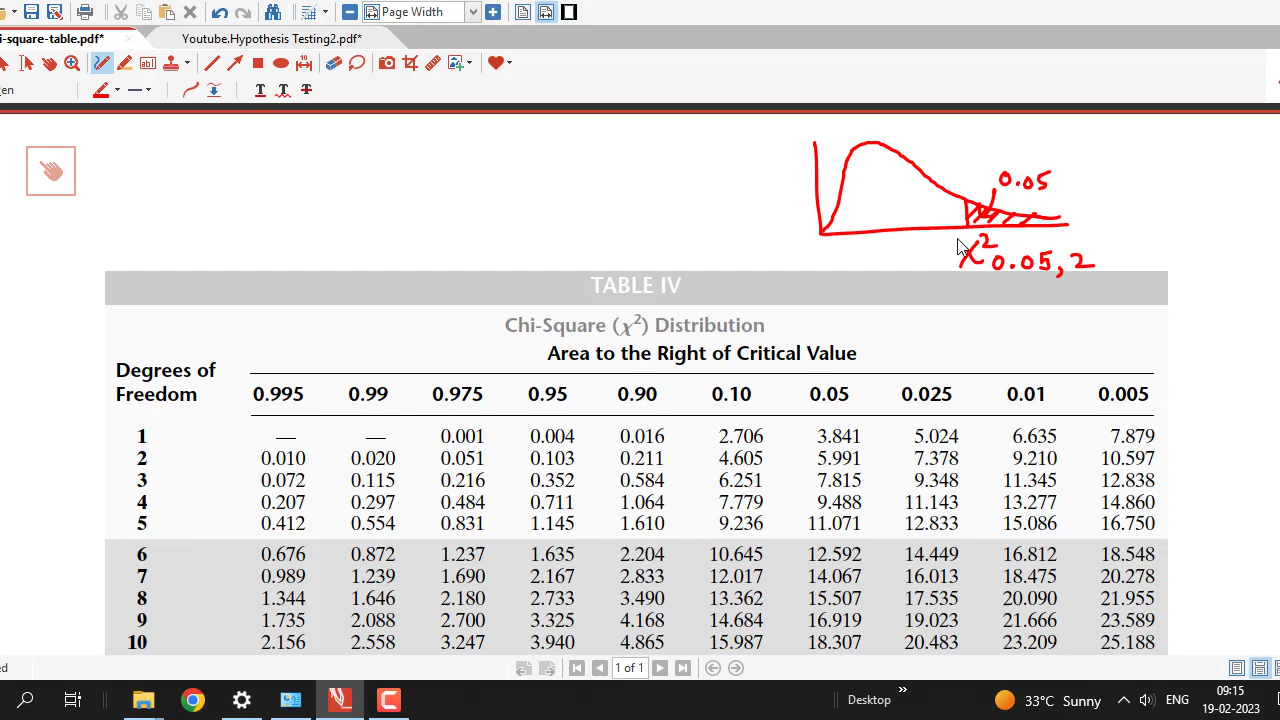 Page Width
i-square-table.pdf*
Youtube.Hypothesis Testing2.pdf*
10
en
0.05
χ² 0.05, 2
TABLE IV
Chi-Square (χ²) Distribution
Area to the Right of Critical Value
Degrees of
Freedom 0.995 0.99 0.975 0.95 0.90 0.10 0.05 0.025 0.01 0.005
1 — — 0.001 0.004 0.016 2.706 3.841 5.024 6.635 7.879
2 0.010 0.020 0.051 0.103 0.211 4.605 5.991 7.378 9.210 10.597
3 0.072 0.115 0.216 0.352 0.584 6.251 7.815 9.348 11.345 12.838
4 0.207 0.297 0.484 0.711 1.064 7.779 9.488 11.143 13.277 14.860
5 0.412 0.554 0.831 1.145 1.610 9.236 11.071 12.833 15.086 16.750
6 0.676 0.872 1.237 1.635 2.204 10.645 12.592 14.449 16.812 18.548
7 0.989 1.239 1.690 2.167 2.833 12.017 14.067 16.013 18.475 20.278
8 1.344 1.646 2.180 2.733 3.490 13.362 15.507 17.535 20.090 21.955
9 1.735 2.088 2.700 3.325 4.168 14.684 16.919 19.023 21.666 23.589
10 2.156 2.558 3.247 3.940 4.865 15.987 18.307 20.483 23.209 25.188
ed
1 of 1
Desktop
33°C Sunny
ENG
09:15
19-02-2023